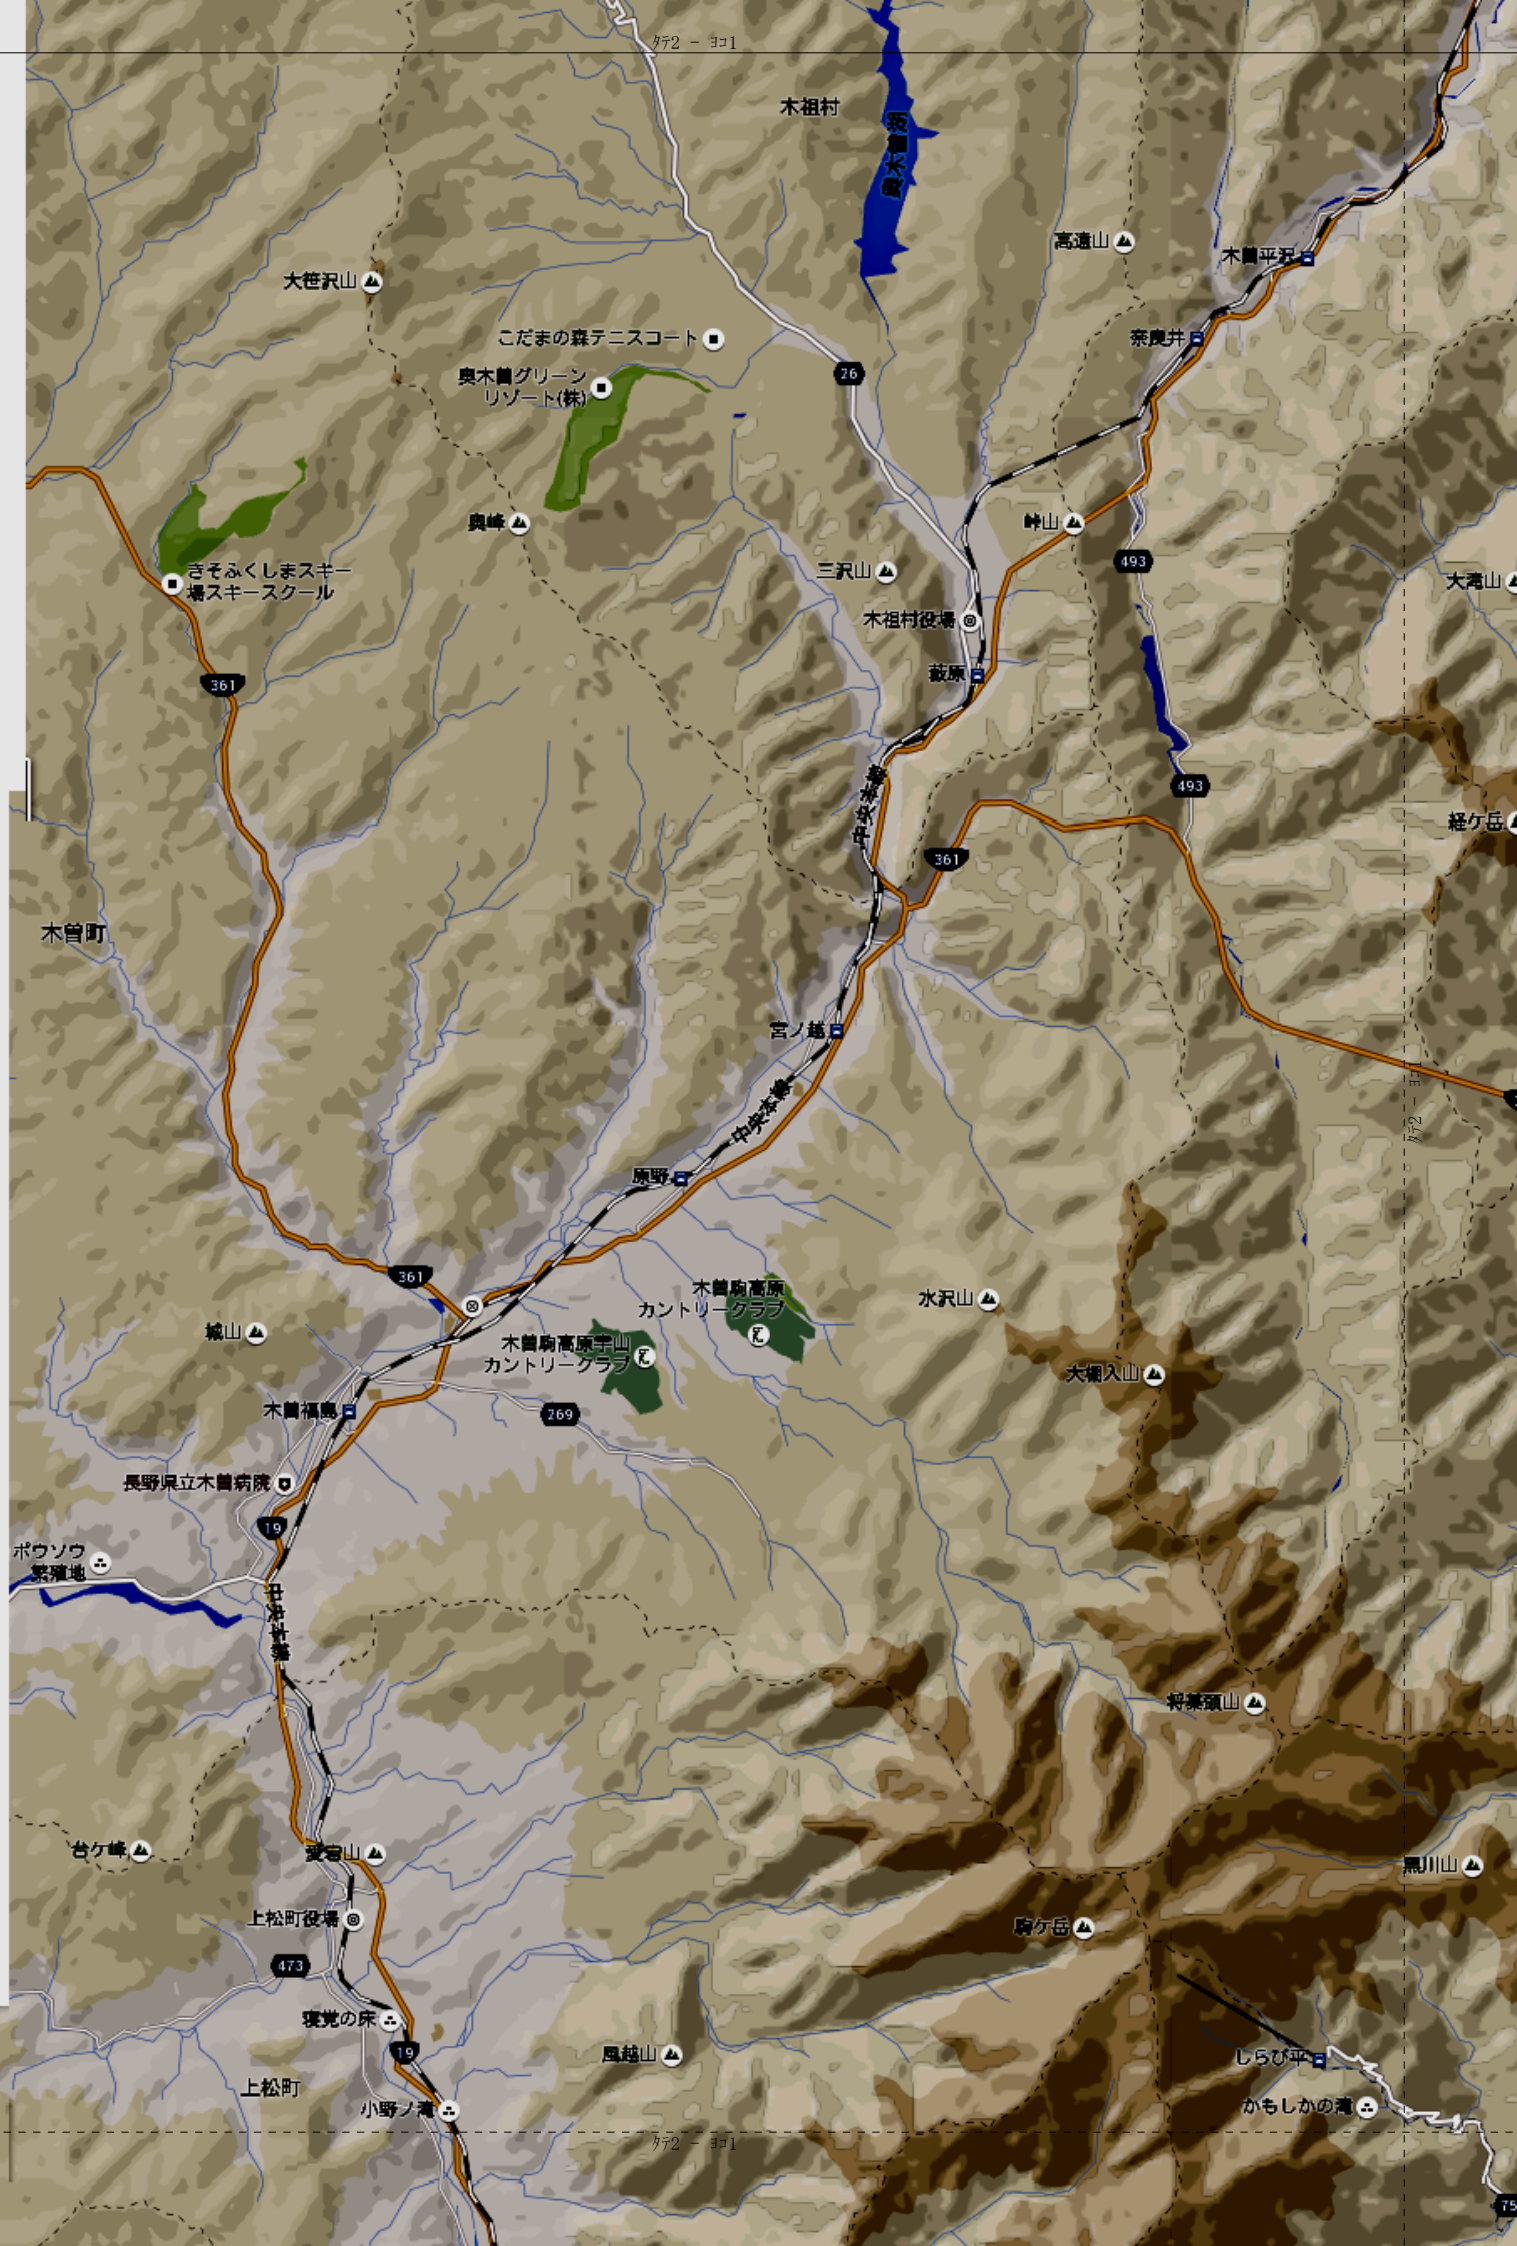 ﾀﾃ2 - ﾖｺ1
木祖村
奥木曽湖
高遠山
木曽平沢
大笹沢山
こだまの森テニスコート
奈良井
奥木曽グリーン
リゾート(株)
26
奥峰
峠山
三沢山
493
きそふくしまスキー
場スキースクール
大滝山
木祖村役場
藪原
361
493
中央本線
経ケ岳
361
木曽町
宮ノ越
中央本線
ﾀﾃ2 - ﾖｺ1
原野
361
木曽駒高原
カントリークラブ
水沢山
城山
木曽駒高原宇山
カントリークラブ
大棚入山
木曽福島
269
長野県立木曽病院
19
ボウソウ
繁殖地
中央本線
将棊頭山
台ケ峰
愛宕山
黒川山
上松町役場
駒ケ岳
473
寝覚の床
19
風越山
しらび平
上松町
小野ノ滝
かもしかの滝
ﾀﾃ2 - ﾖｺ1
75